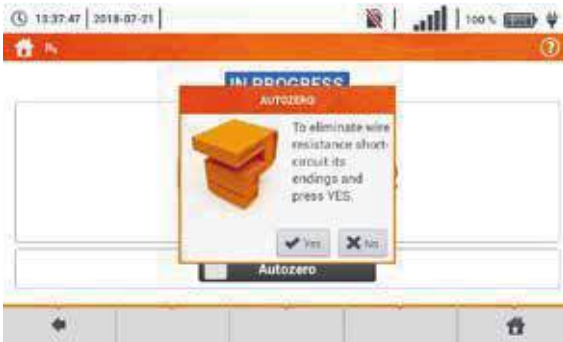 13:37:47 2018-07-21 100 %
Rx
IN PROGRESS
AUTOZERO
To eliminate wire
resistance short-
circuit its
endings and
press YES.
Yes No
Autozero